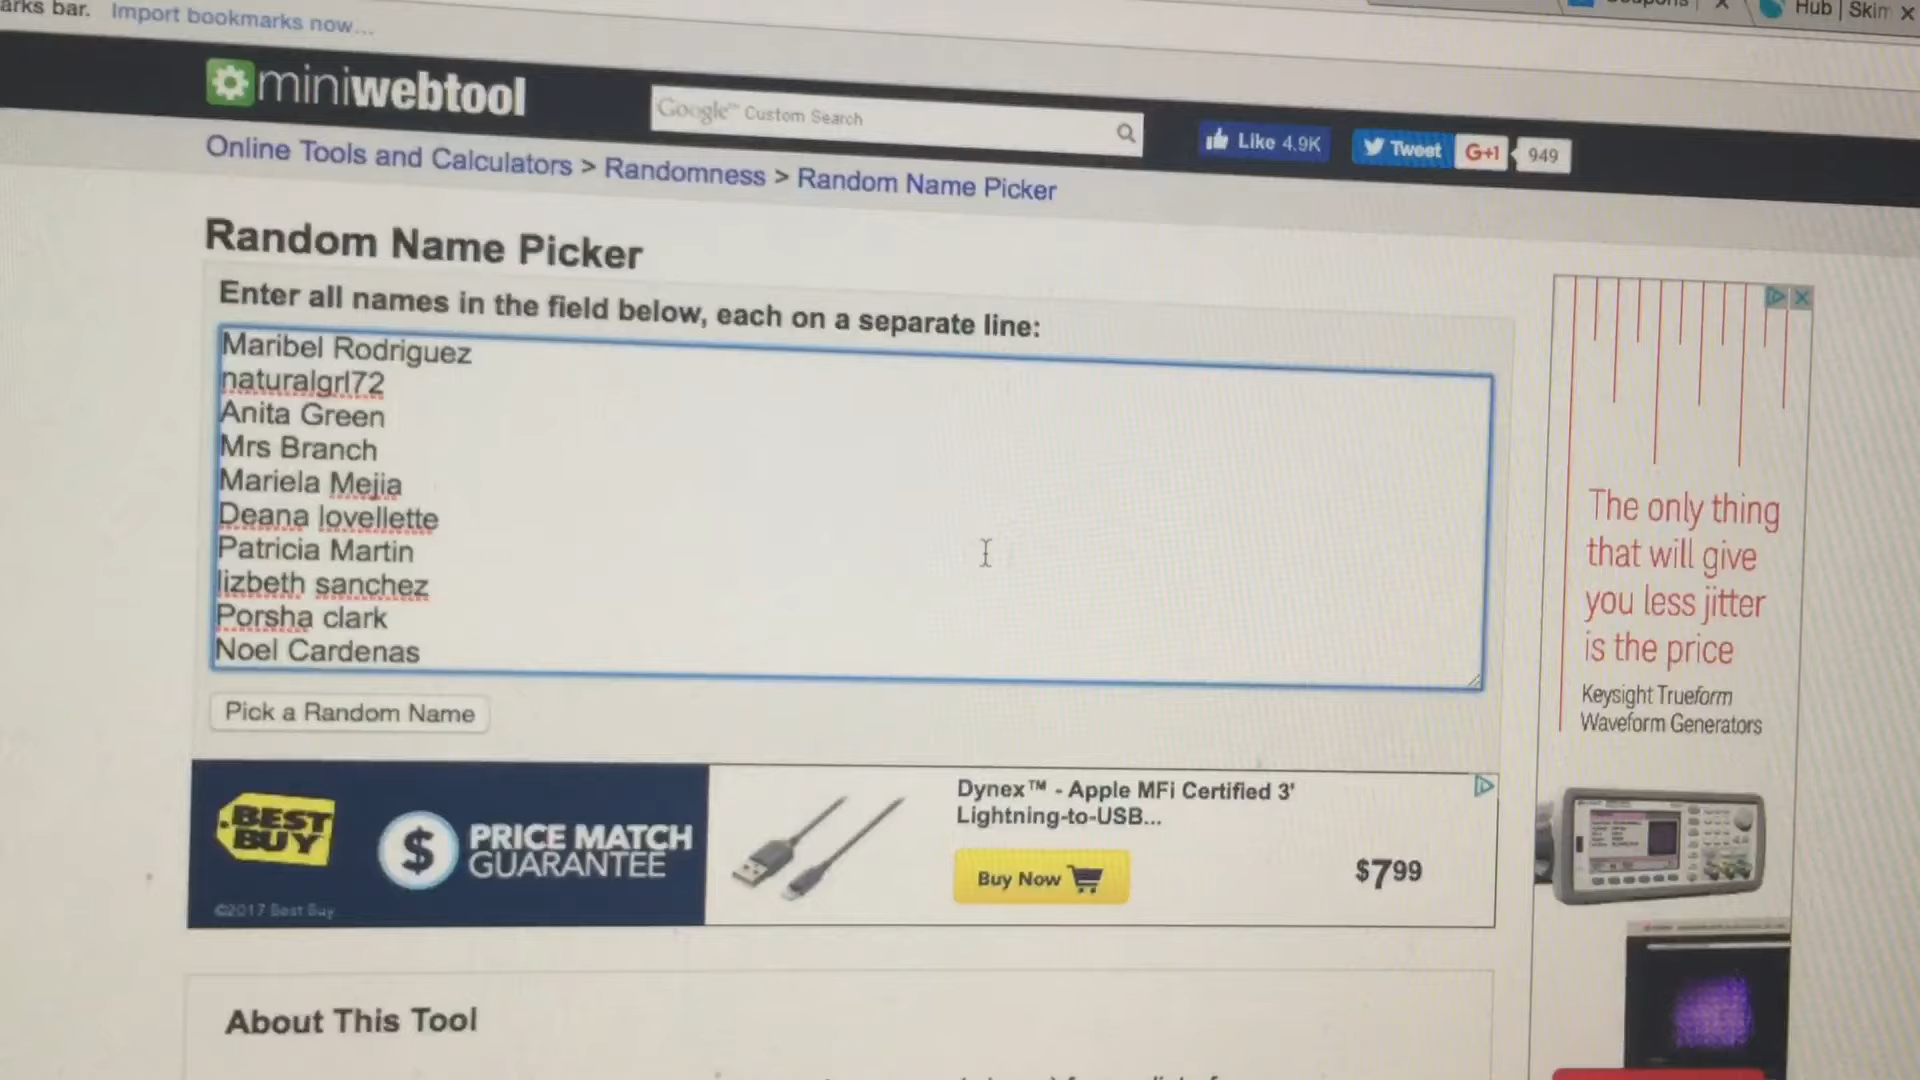 arks bar. Import bookmarks now...
Hub | Skim
miniwebtool
Google™ Custom Search
Like 4.9K
Tweet
G+1
949
Online Tools and Calculators > Randomness > Random Name Picker
Random Name Picker
Enter all names in the field below, each on a separate line:
Maribel Rodriguez
naturalgrl72
Anita Green
Mrs Branch
Mariela Mejia
Deana lovellette
Patricia Martin
lizbeth sanchez
Porsha clark
Noel Cardenas
Pick a Random Name
BEST
BUY
$
PRICE MATCH
GUARANTEE
©2017 Best Buy
Dynex™ - Apple MFi Certified 3'
Lightning-to-USB...
Buy Now
$799
The only thing
that will give
you less jitter
is the price
Keysight Trueform
Waveform Generators
About This Tool